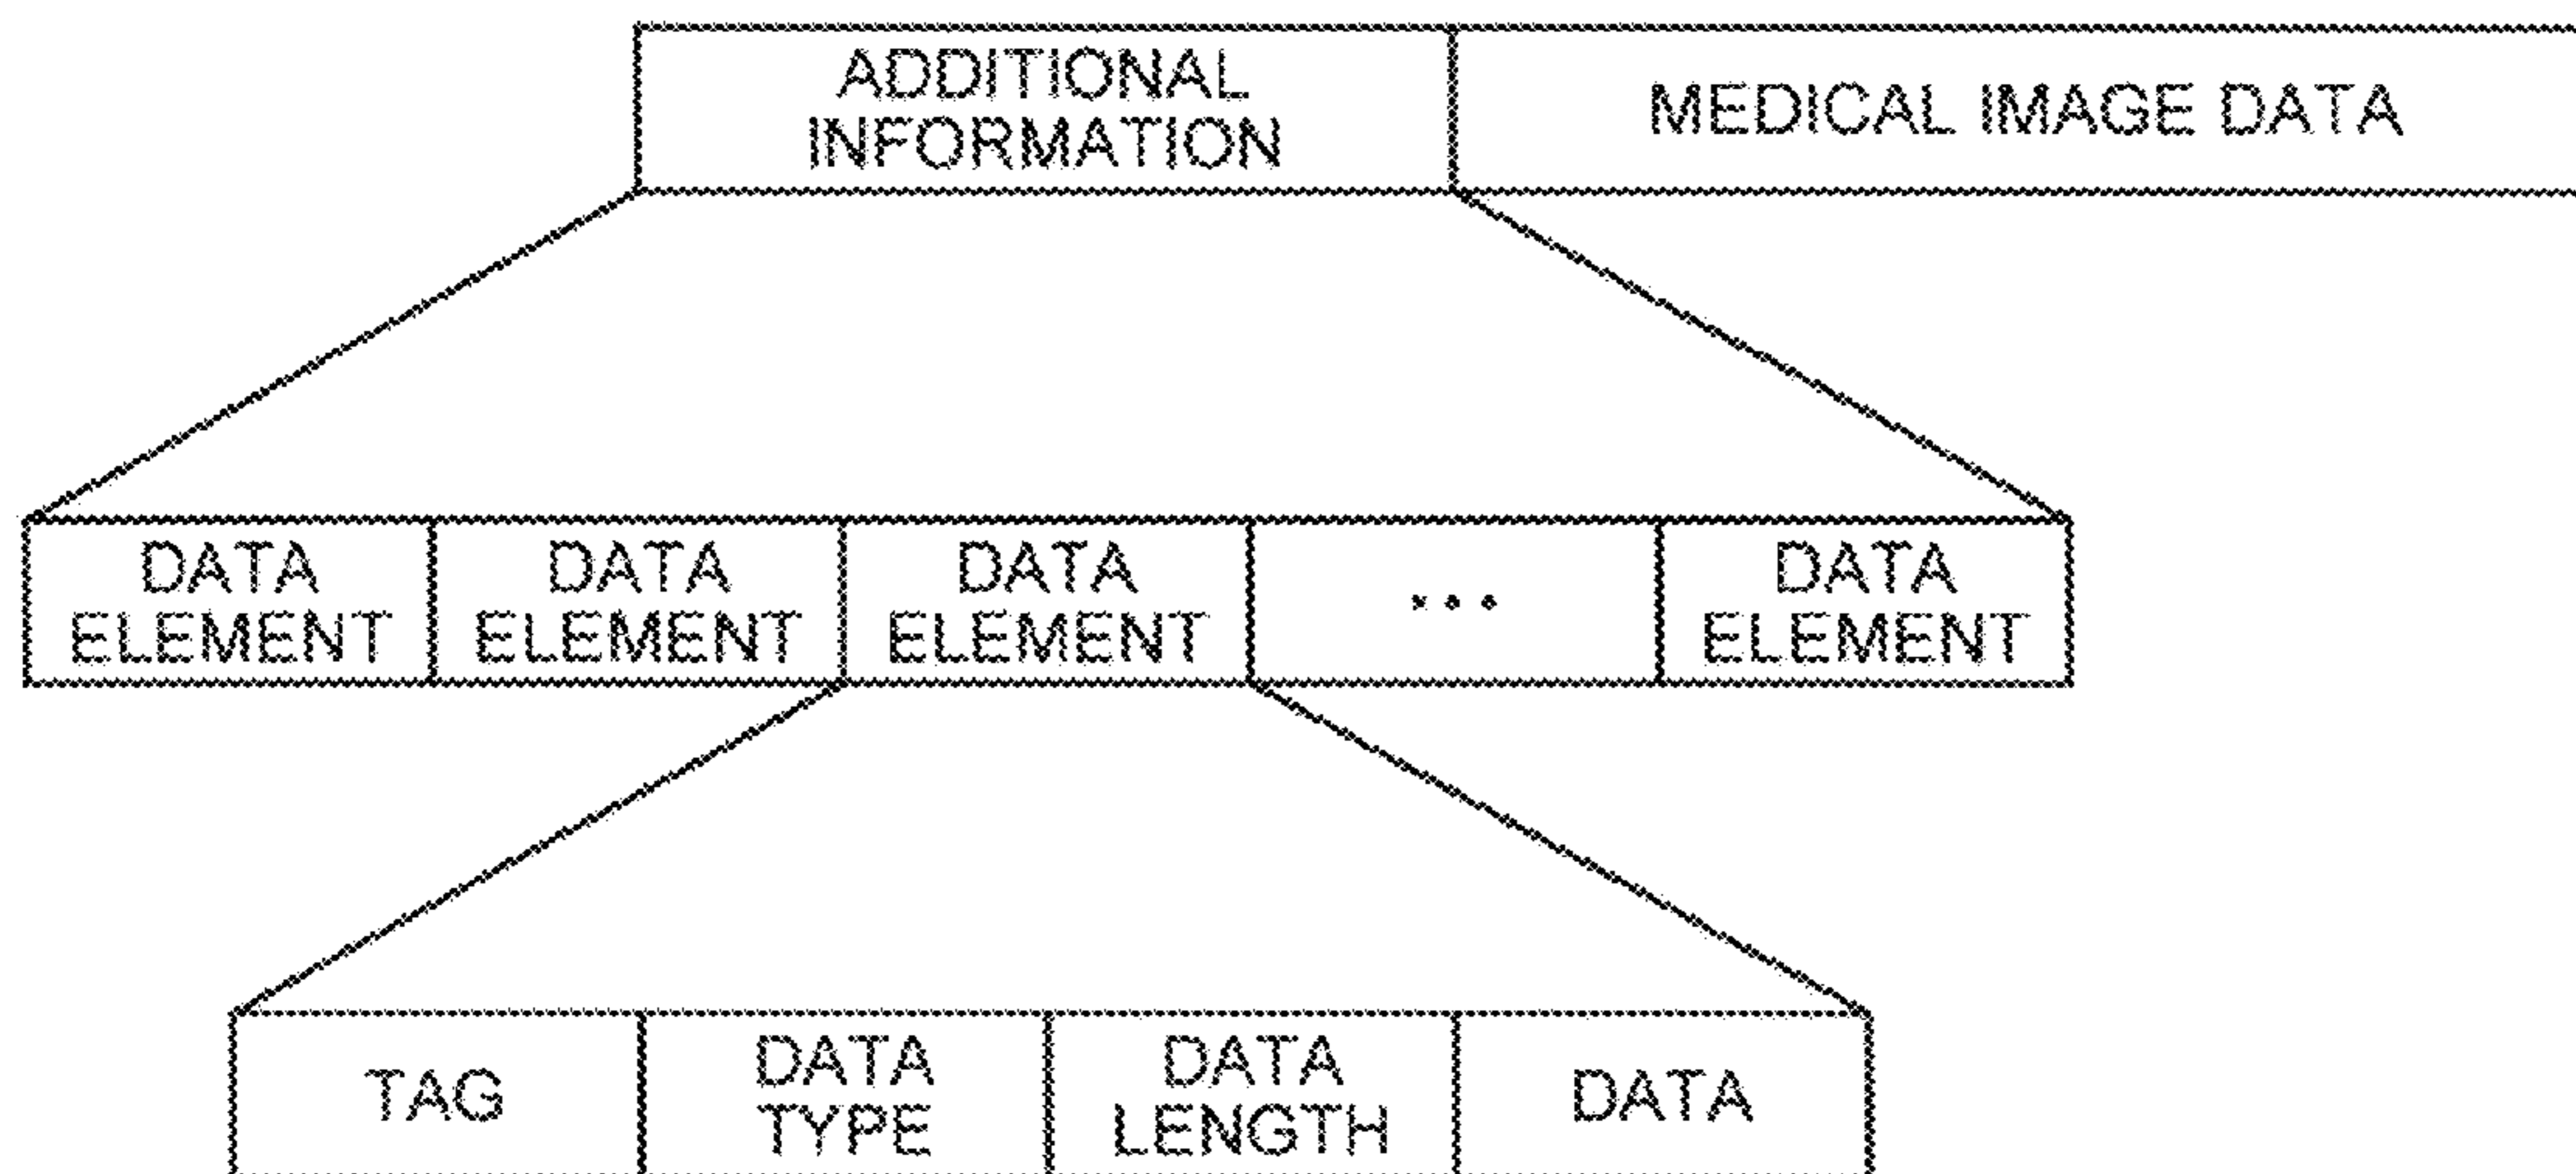 ADDITIONAL
INFORMATION
MEDICAL IMAGE DATA
DATA
ELEMENT
DATA
ELEMENT
DATA
ELEMENT
...
DATA
ELEMENT
TAG
DATA
TYPE
DATA
LENGTH
DATA